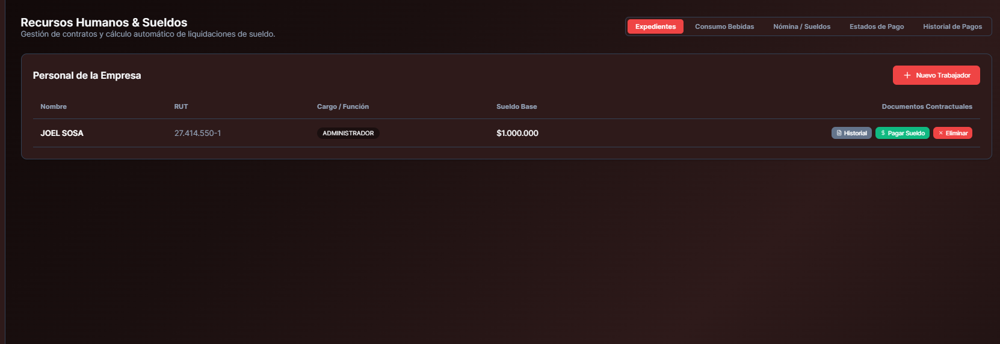 Recursos Humanos & Sueldos
Gestión de contratos y cálculo automático de liquidaciones de sueldo.
Expedientes Consumo Bebidas Nómina / Sueldos Estados de Pago Historial de Pagos
Personal de la Empresa
Nuevo Trabajador
Nombre RUT Cargo / Función Sueldo Base Documentos Contractuales
JOEL SOSA 27.414.550-1 ADMINISTRADOR $1.000.000 Historial $ Pagar Sueldo × Eliminar